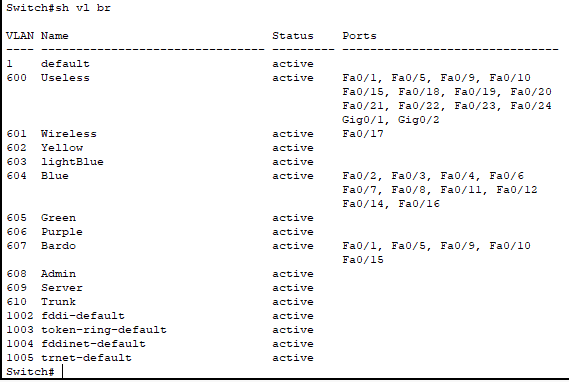 Switch#sh vl br
VLAN Name                             Status    Ports
---- -------------------------------- --------- -------------------------------
1    default                          active
600  Useless                          active    Fa0/1, Fa0/5, Fa0/9, Fa0/10
                                                Fa0/15, Fa0/18, Fa0/19, Fa0/20
                                                Fa0/21, Fa0/22, Fa0/23, Fa0/24
                                                Gig0/1, Gig0/2
601  Wireless                         active    Fa0/17
602  Yellow                           active
603  lightBlue                        active
604  Blue                             active    Fa0/2, Fa0/3, Fa0/4, Fa0/6
                                                Fa0/7, Fa0/8, Fa0/11, Fa0/12
                                                Fa0/14, Fa0/16
605  Green                            active
606  Purple                           active
607  Bardo                            active    Fa0/1, Fa0/5, Fa0/9, Fa0/10
                                                Fa0/15
608  Admin                            active
609  Server                           active
610  Trunk                            active
1002 fddi-default                     active
1003 token-ring-default               active
1004 fddinet-default                  active
1005 trnet-default                    active
Switch#